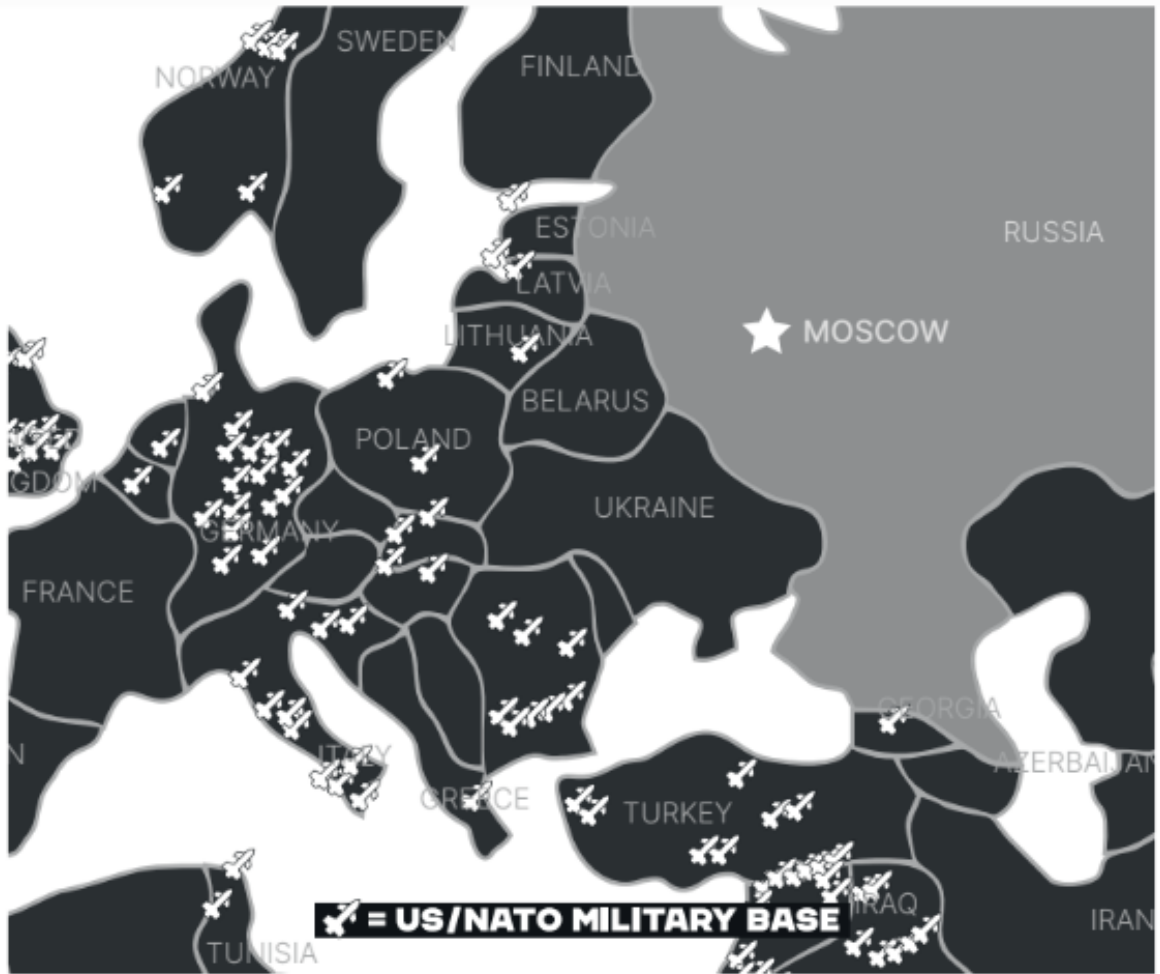 SWEDEN
FINLAND
NORWAY
ESTONIA
RUSSIA
LATVIA
LITHUANIA
MOSCOW
BELARUS
POLAND
GDOM
UKRAINE
GERMANY
FRANCE
GEORGIA
ITALY
N
AZERBAIJAN
GREECE
TURKEY
IRAQ
= US/NATO MILITARY BASE
IRAN
TUNISIA